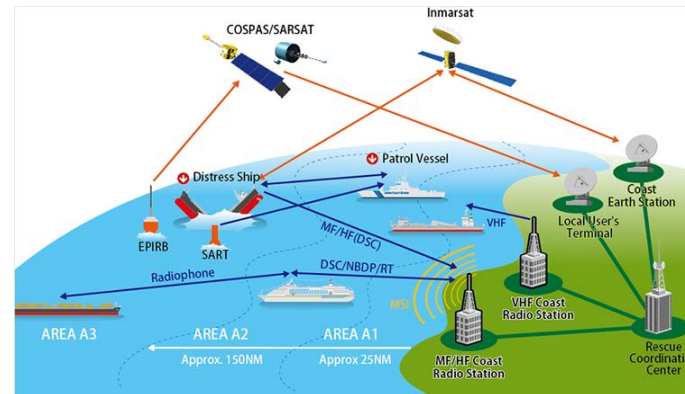 COSPAS/SARSAT
Inmarsat
Distress Ship
Patrol Vessel
EPIRB
SART
MF/HF(DSC)
VHF
Coast
Earth Station
Local User's
Terminal
Radiophone
DSC/NBDP/RT
MSI
VHF Coast
Radio Station
AREA A3
AREA A2
AREA A1
Approx. 150NM
Approx 25NM
MF/HF Coast
Radio Station
Rescue
Coordination
Center